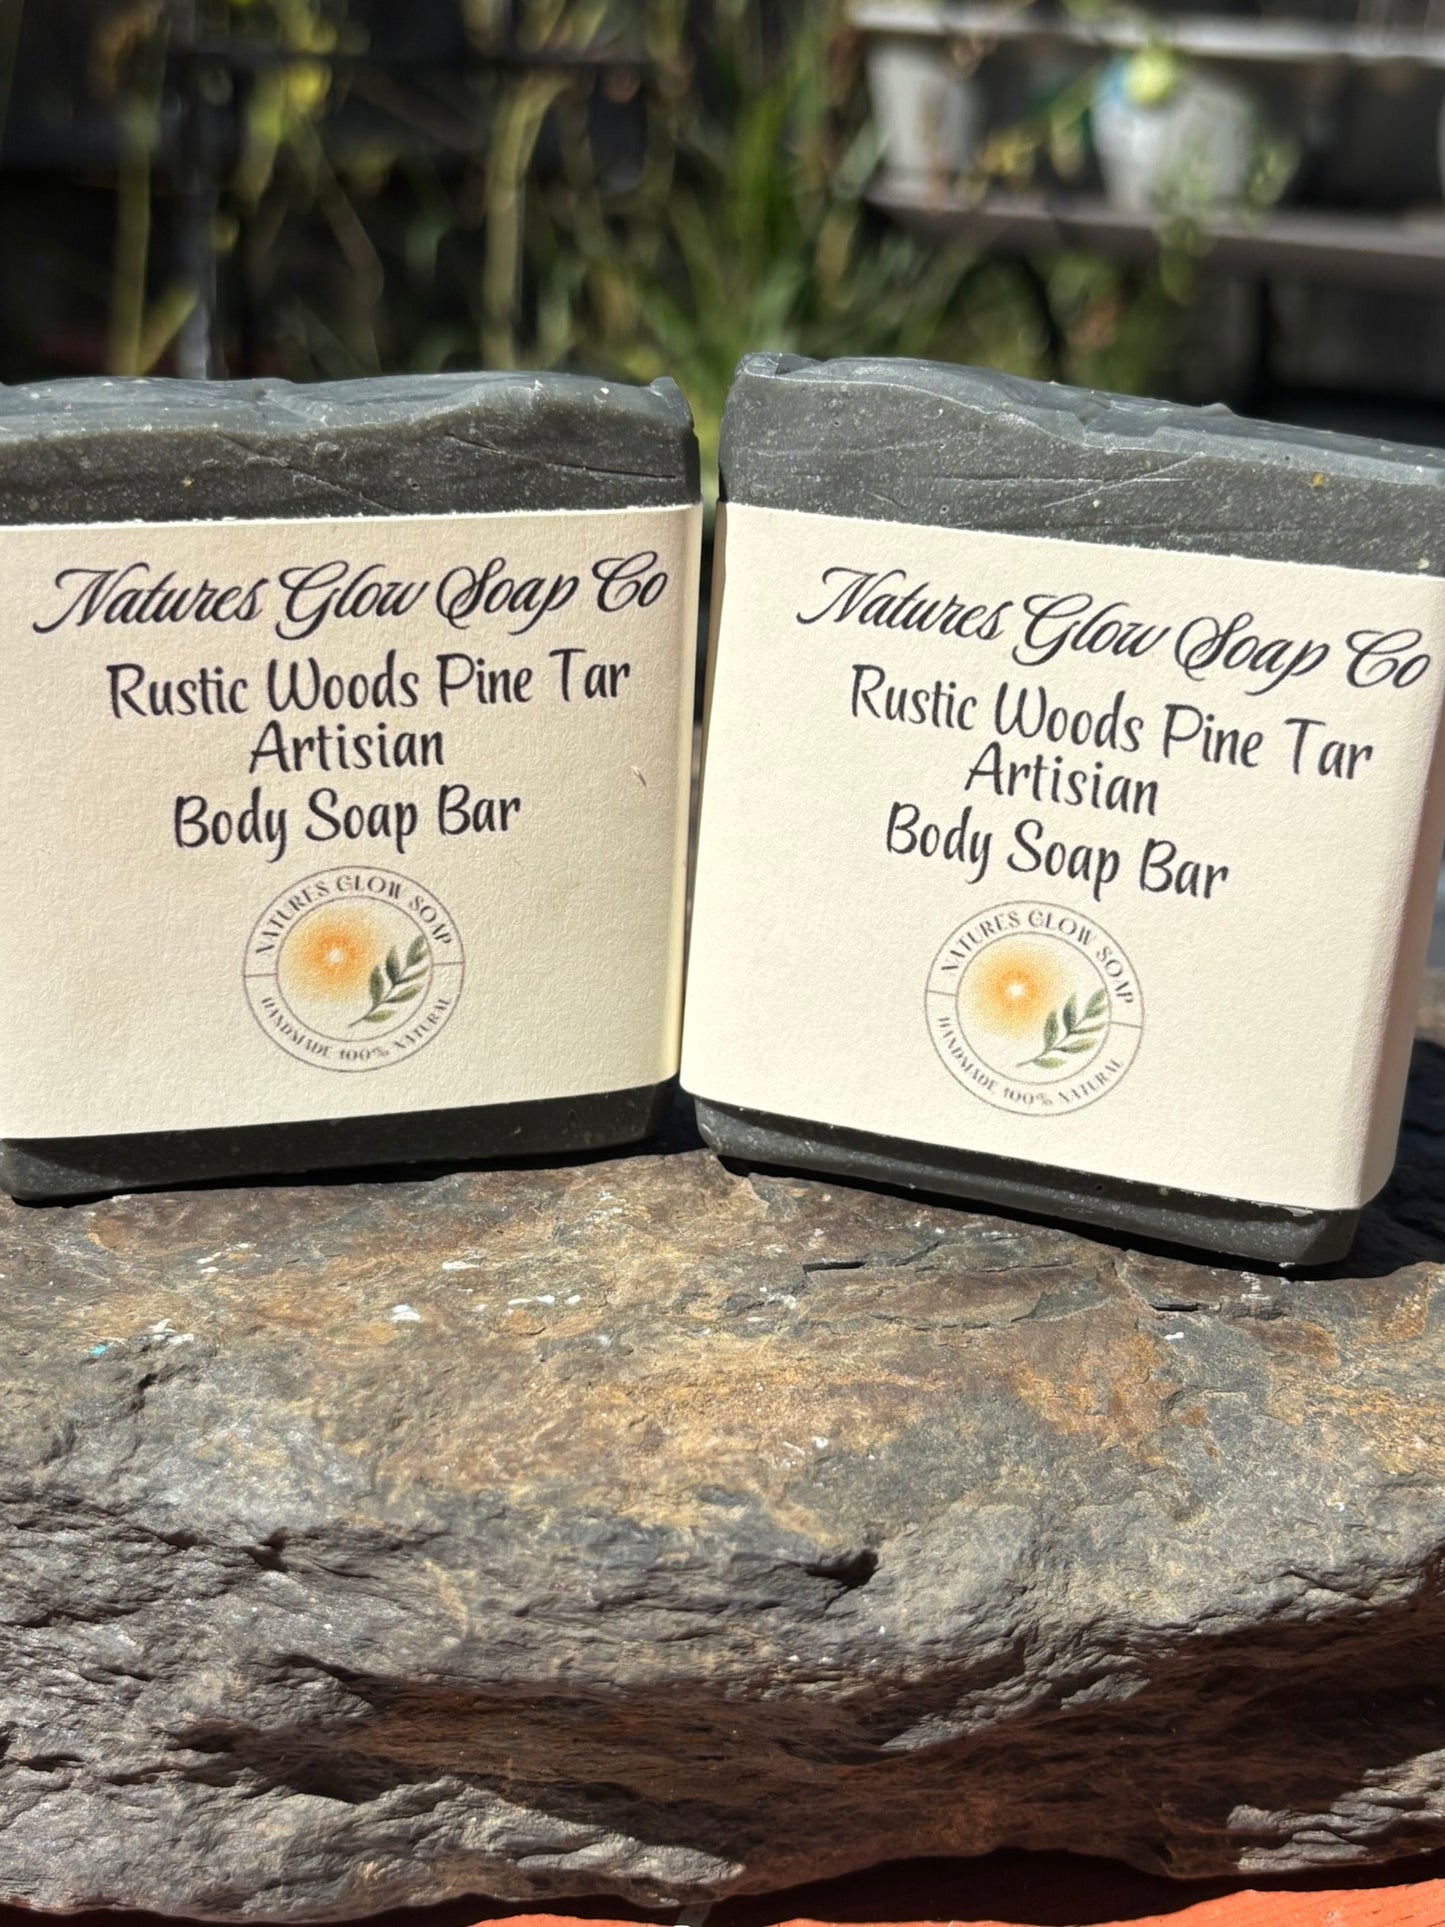 Natures Glow Soap Co
Rustic Woods Pine Tar
Artisian
Body Soap Bar
NATURES GLOW SOAP
HANDMADE 100% NATURAL
Natures Glow Soap Co
Rustic Woods Pine Tar
Artisian
Body Soap Bar
NATURES GLOW SOAP
HANDMADE 100% NATURAL